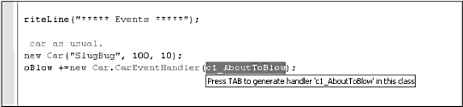 riteLine("***** Events *****");
car as usual.
new Car("SlugBug", 100, 10);
oBlow +=new Car.CarEventHandler(c1_AboutToBlow);
Press TAB to generate handler 'c1_AboutToBlow' in this class